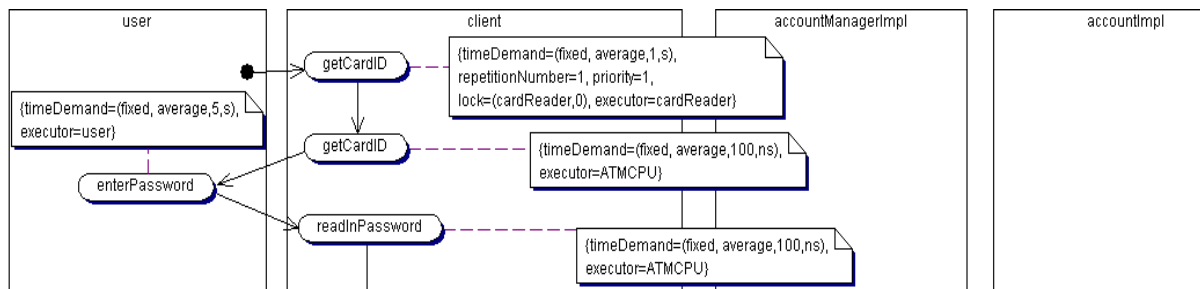 user
client
accountManagerImpl
accountImpl
getCardID
{timeDemand=(fixed, average,1,s),
repetitionNumber=1, priority=1,
lock=(cardReader,0), executor=cardReader}
{timeDemand=(fixed, average,5,s),
executor=user}
getCardID
{timeDemand=(fixed, average,100,ns),
executor=ATMCPU}
enterPassword
readInPassword
{timeDemand=(fixed, average,100,ns),
executor=ATMCPU}